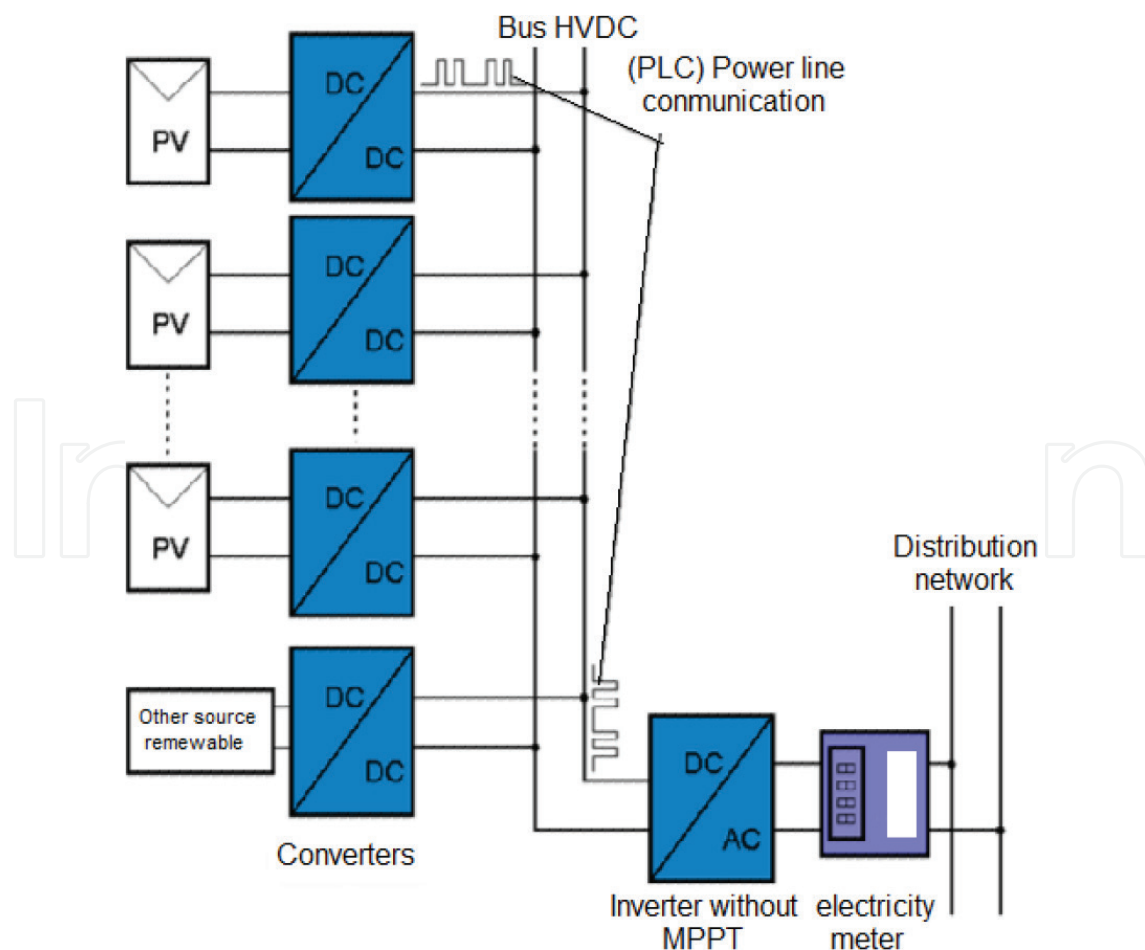 Bus HVDC
(PLC) Power line
conmunication
PV
DC
DC
PV
DC
DC
PV
DC
DC
Distribution
network
Other source
remewable
DC
DC
DC
AC
Converters
Inverter without
MPPT
electricity
meter